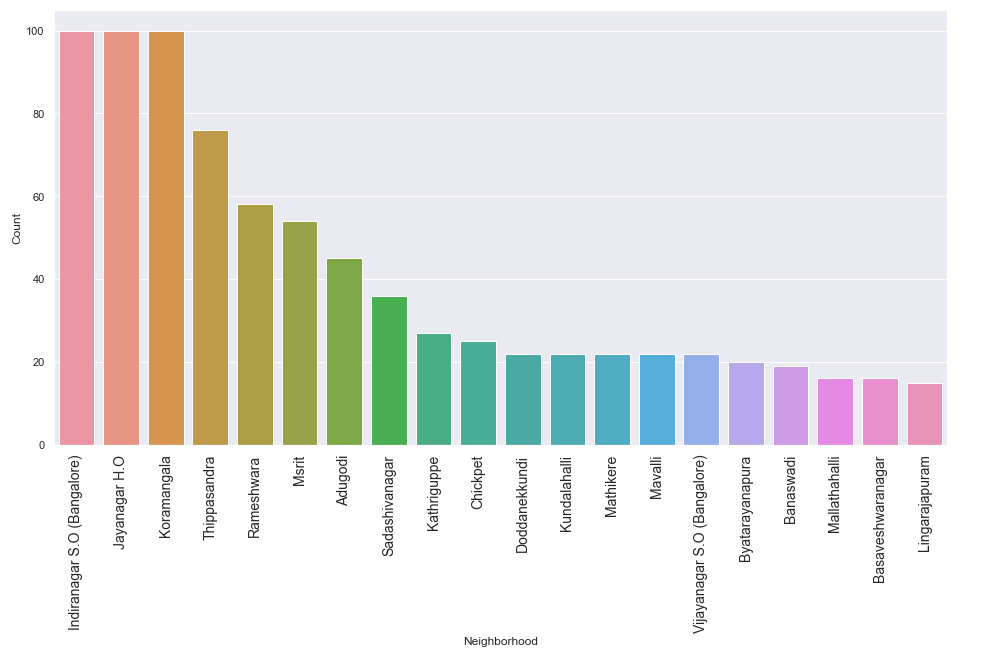 100
80
60
40
20
0
Count
Indiranagar S.O (Bangalore)
Jayanagar H.O
Koramangala
Thippasandra
Rameshwara
Msrit
Adugodi
Sadashivanagar
Kathriguppe
Chickpet
Doddanekkundi
Kundalahalli
Mathikere
Mavalli
Vijayanagar S.O (Bangalore)
Byatarayanapura
Banaswadi
Mallathahalli
Basaveshwaranagar
Lingarajapuram
Neighborhood